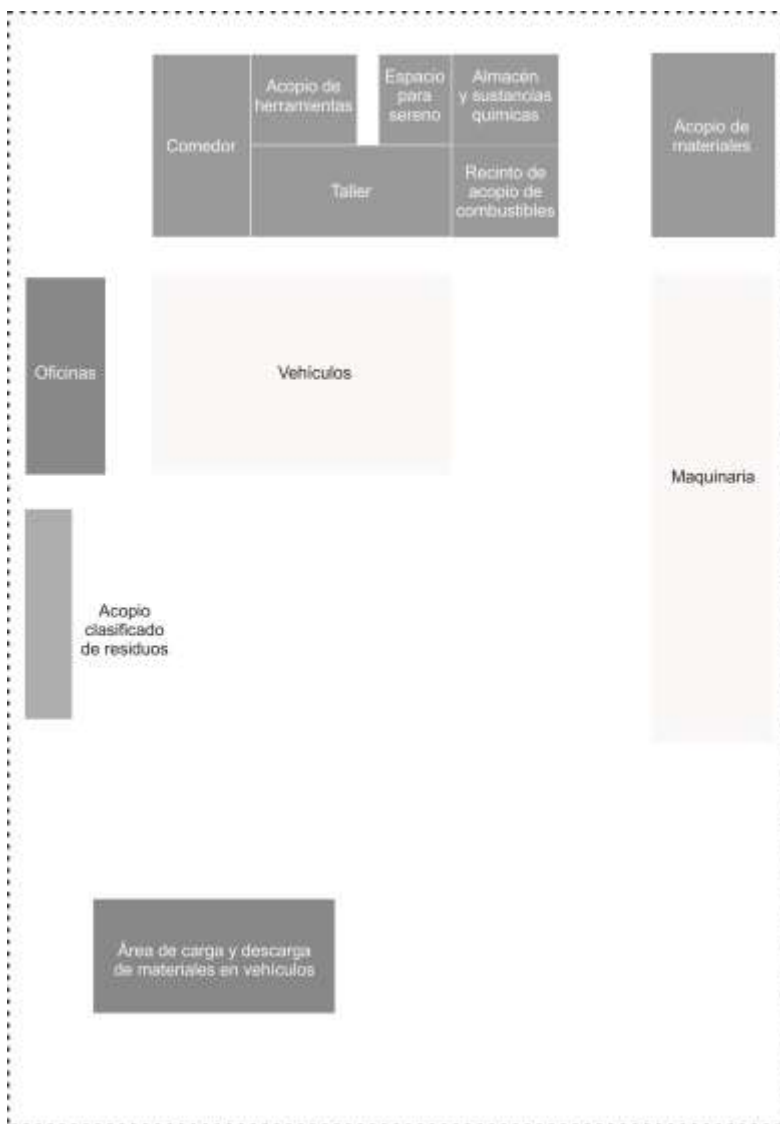 Comedor
Acopio de
herramientas
Espacio
para
sereno
Almacén
y sustancias
químicas
Acopio de
materiales
Taller
Recinto de
acopio de
combustibles
Oficinas
Vehículos
Maquinaria
Acopio
clasificado
de residuos
Área de carga y descarga
de materiales en vehículos